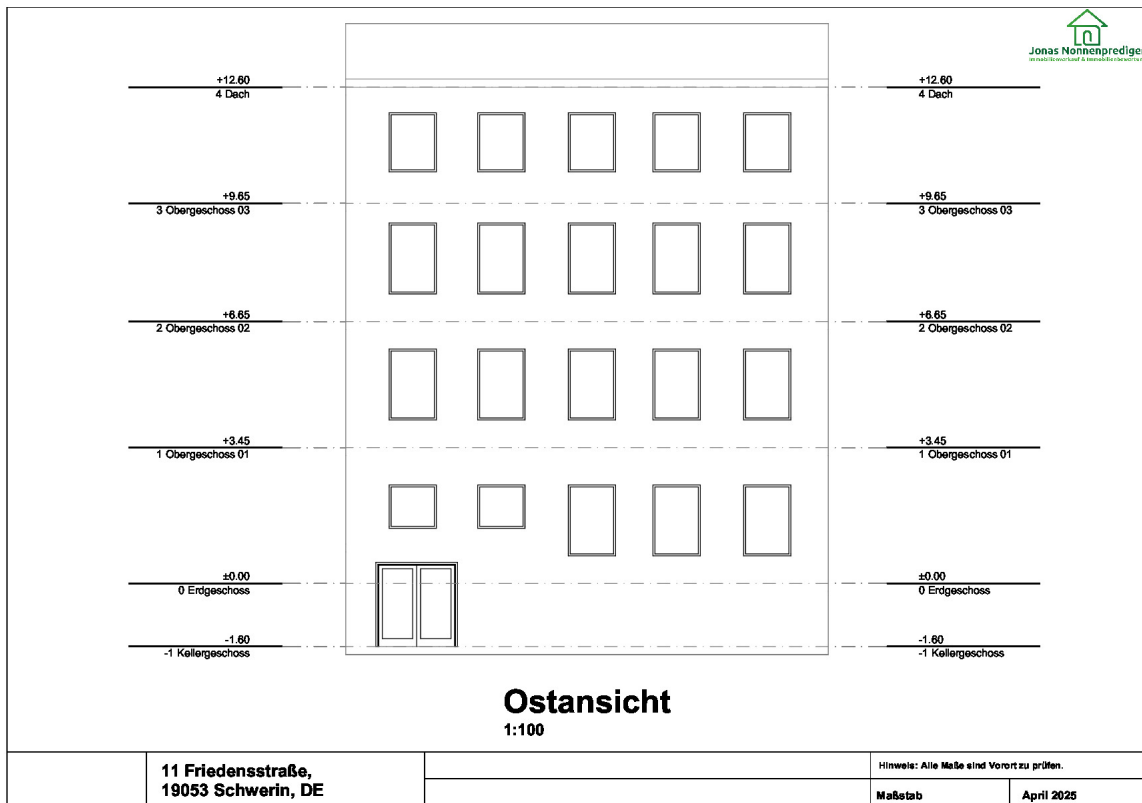 Jonas Nonnenprediger
Immobilienverkauf & Immobilienbewertung
+12.60
4 Dach
+12.60
4 Dach
+9.65
3 Obergeschoss 03
+9.65
3 Obergeschoss 03
+6.65
2 Obergeschoss 02
+6.65
2 Obergeschoss 02
+3.45
1 Obergeschoss 01
+3.45
1 Obergeschoss 01
±0.00
0 Erdgeschoss
±0.00
0 Erdgeschoss
-1.60
-1 Kellergeschoss
-1.60
-1 Kellergeschoss
Ostansicht
1:100
11 Friedensstraße,
19053 Schwerin, DE
Hinweis: Alle Maße sind Vorort zu prüfen.
Maßstab
April 2025